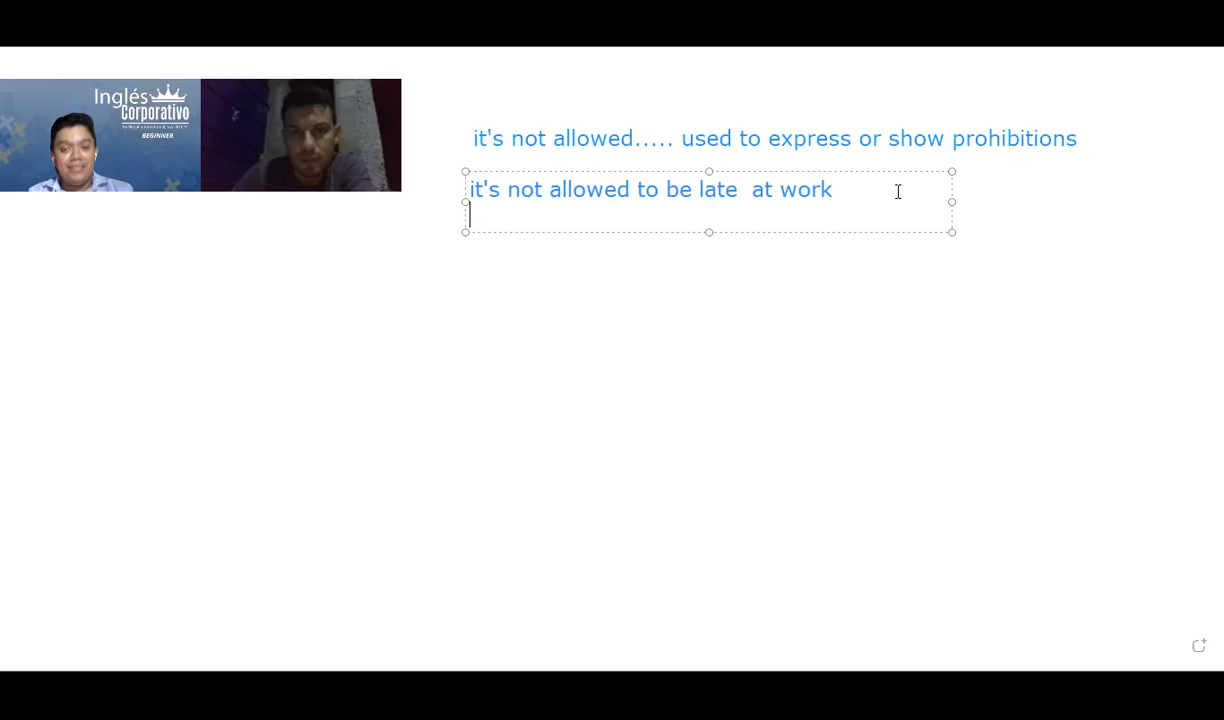 Inglés
Corporativo
BEGINNER
it's not allowed..... used to express or show prohibitions
it's not allowed to be late  at work